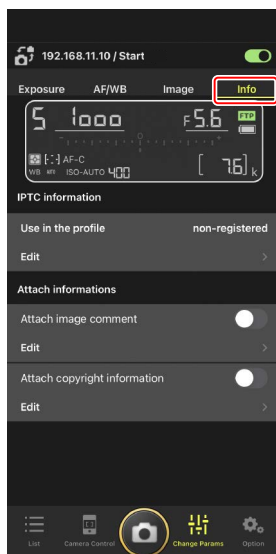 192.168.11.10 / Start
Exposure AF/WB Image Info
S 1000 F5.6 FTP
AF-C
WB ISO-AUTO 400 [ 7.6] k
IPTC information
Use in the profile non-registered
Edit
Attach informations
Attach image comment
Edit
Attach copyright information
Edit
List Camera Control Change Params Option